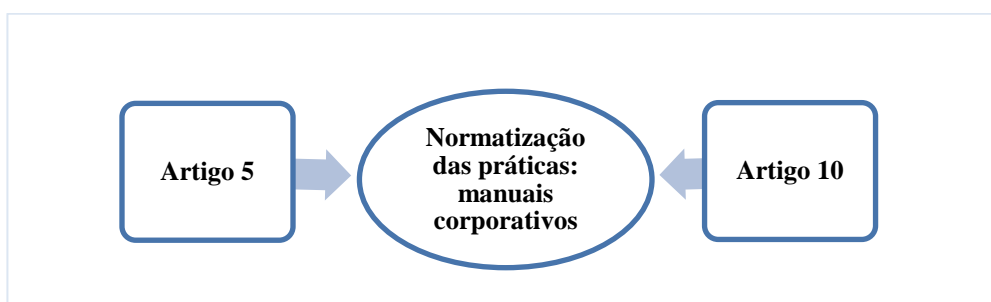 Artigo 5
Normatização
das práticas:
manuais
corporativos
Artigo 10